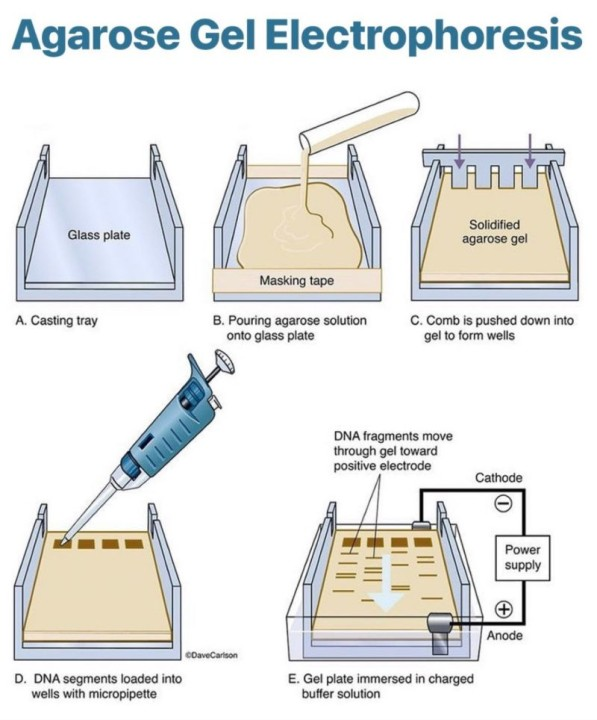 Agarose Gel Electrophoresis
Glass plate
Masking tape
Solidified
agarose gel
A. Casting tray
B. Pouring agarose solution
onto glass plate
C. Comb is pushed down into
gel to form wells
DNA fragments move
through gel toward
positive electrode
Cathode
−
Power
supply
+
Anode
©DaveCarlson
D. DNA segments loaded into
wells with micropipette
E. Gel plate immersed in charged
buffer solution